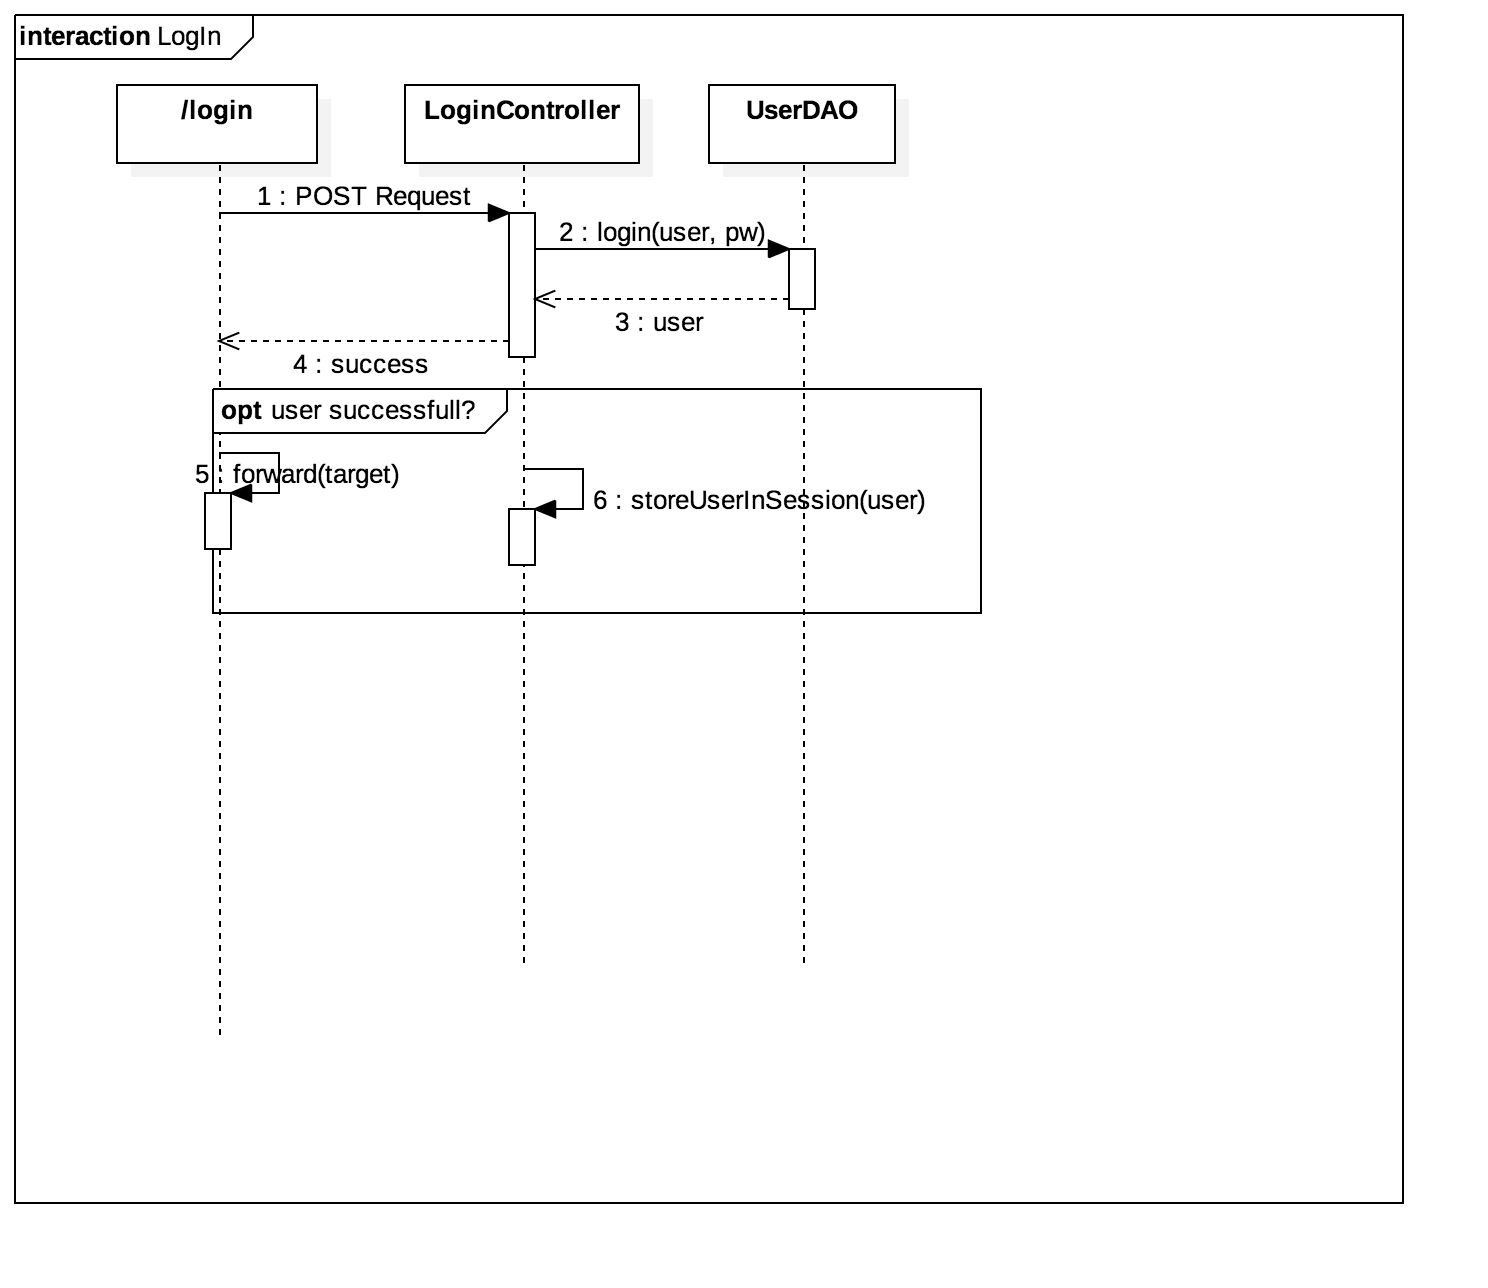 interaction LogIn
/login
LoginController
UserDAO
1 : POST Request
2 : login(user, pw)
3 : user
4 : success
opt user successfull?
5 : forward(target)
6 : storeUserInSession(user)